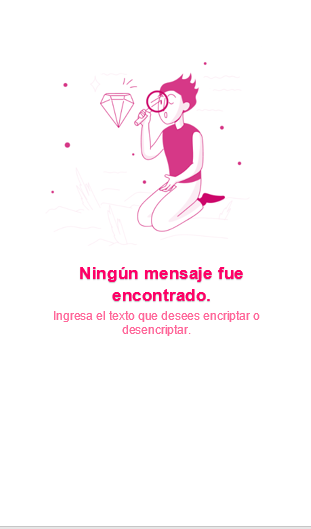 Ningún mensaje fue
encontrado.
Ingresa el texto que desees encriptar o
desencriptar.